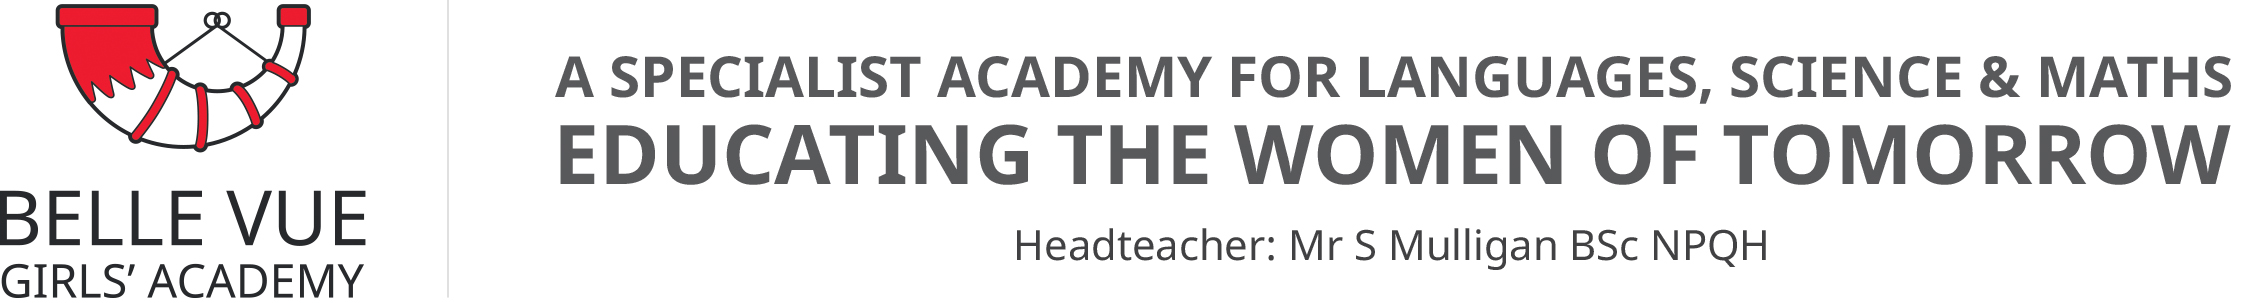 BELLE VUE
GIRLS’ ACADEMY
A SPECIALIST ACADEMY FOR LANGUAGES, SCIENCE & MATHS
EDUCATING THE WOMEN OF TOMORROW
Headteacher: Mr S Mulligan BSc NPQH